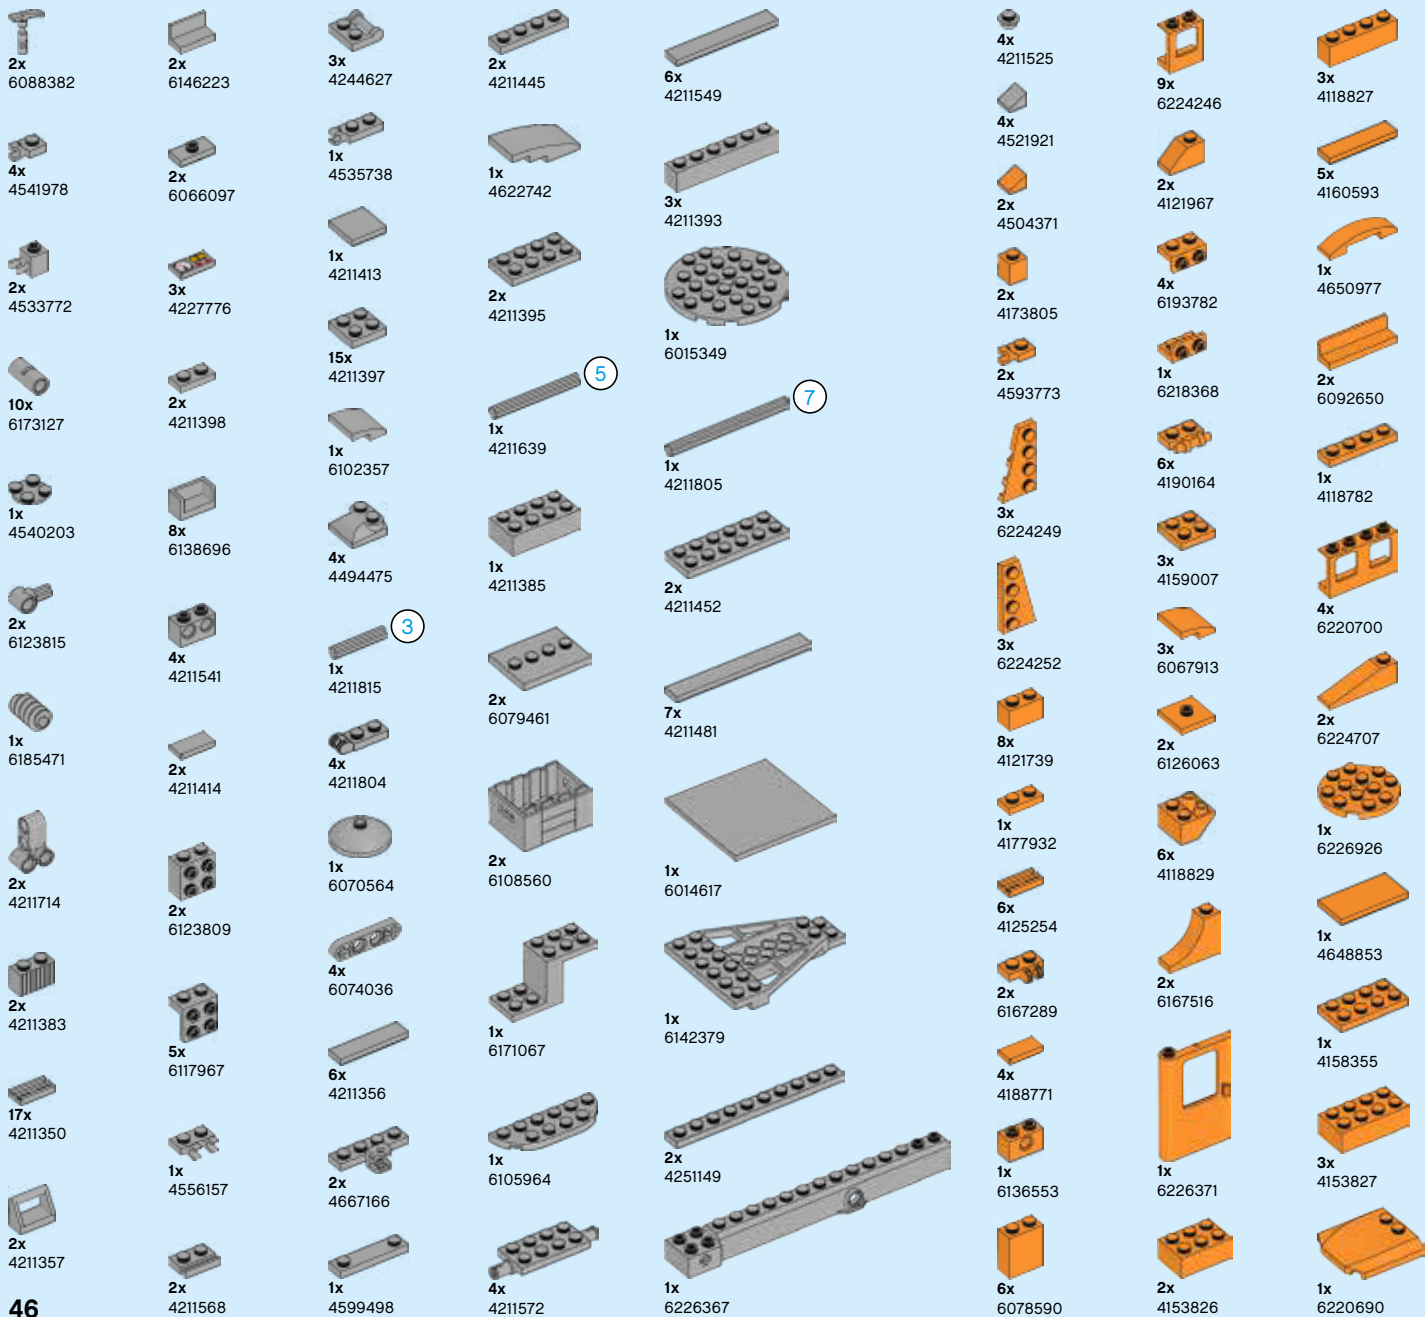 2x
6088382
4x
4541978
2x
4533772
10x
6173127
1x
4540203
2x
6123815
1x
6185471
2x
4211714
2x
4211383
17x
4211350
2x
4211357
46
2x
6146223
2x
6066097
3x
4227776
2x
4211398
8x
6138696
4x
4211541
2x
4211414
2x
6123809
5x
6117967
1x
4556157
2x
4211568
3x
4244627
1x
4535738
1x
4211413
15x
4211397
1x
6102357
4x
4494475
3
1x
4211815
4x
4211804
1x
6070564
4x
6074036
6x
4211356
2x
4667166
1x
4599498
2x
4211445
1x
4622742
2x
4211395
5
1x
4211639
1x
4211385
2x
6079461
2x
6108560
1x
6171067
1x
6105964
4x
4211572
6x
4211549
3x
4211393
1x
6015349
7
1x
4211805
2x
4211452
7x
4211481
1x
6014617
1x
6142379
2x
4251149
1x
6226367
4x
4211525
4x
4521921
2x
4504371
2x
4173805
2x
4593773
3x
6224249
3x
6224252
8x
4121739
1x
4177932
6x
4125254
2x
6167289
4x
4188771
1x
6136553
6x
6078590
9x
6224246
2x
4121967
4x
6193782
1x
6218368
6x
4190164
3x
4159007
3x
6067913
2x
6126063
6x
4118829
2x
6167516
1x
6226371
2x
4153826
3x
4118827
5x
4160593
1x
4650977
2x
6092650
1x
4118782
4x
6220700
2x
6224707
1x
6226926
1x
4648853
1x
4158355
3x
4153827
1x
6220690